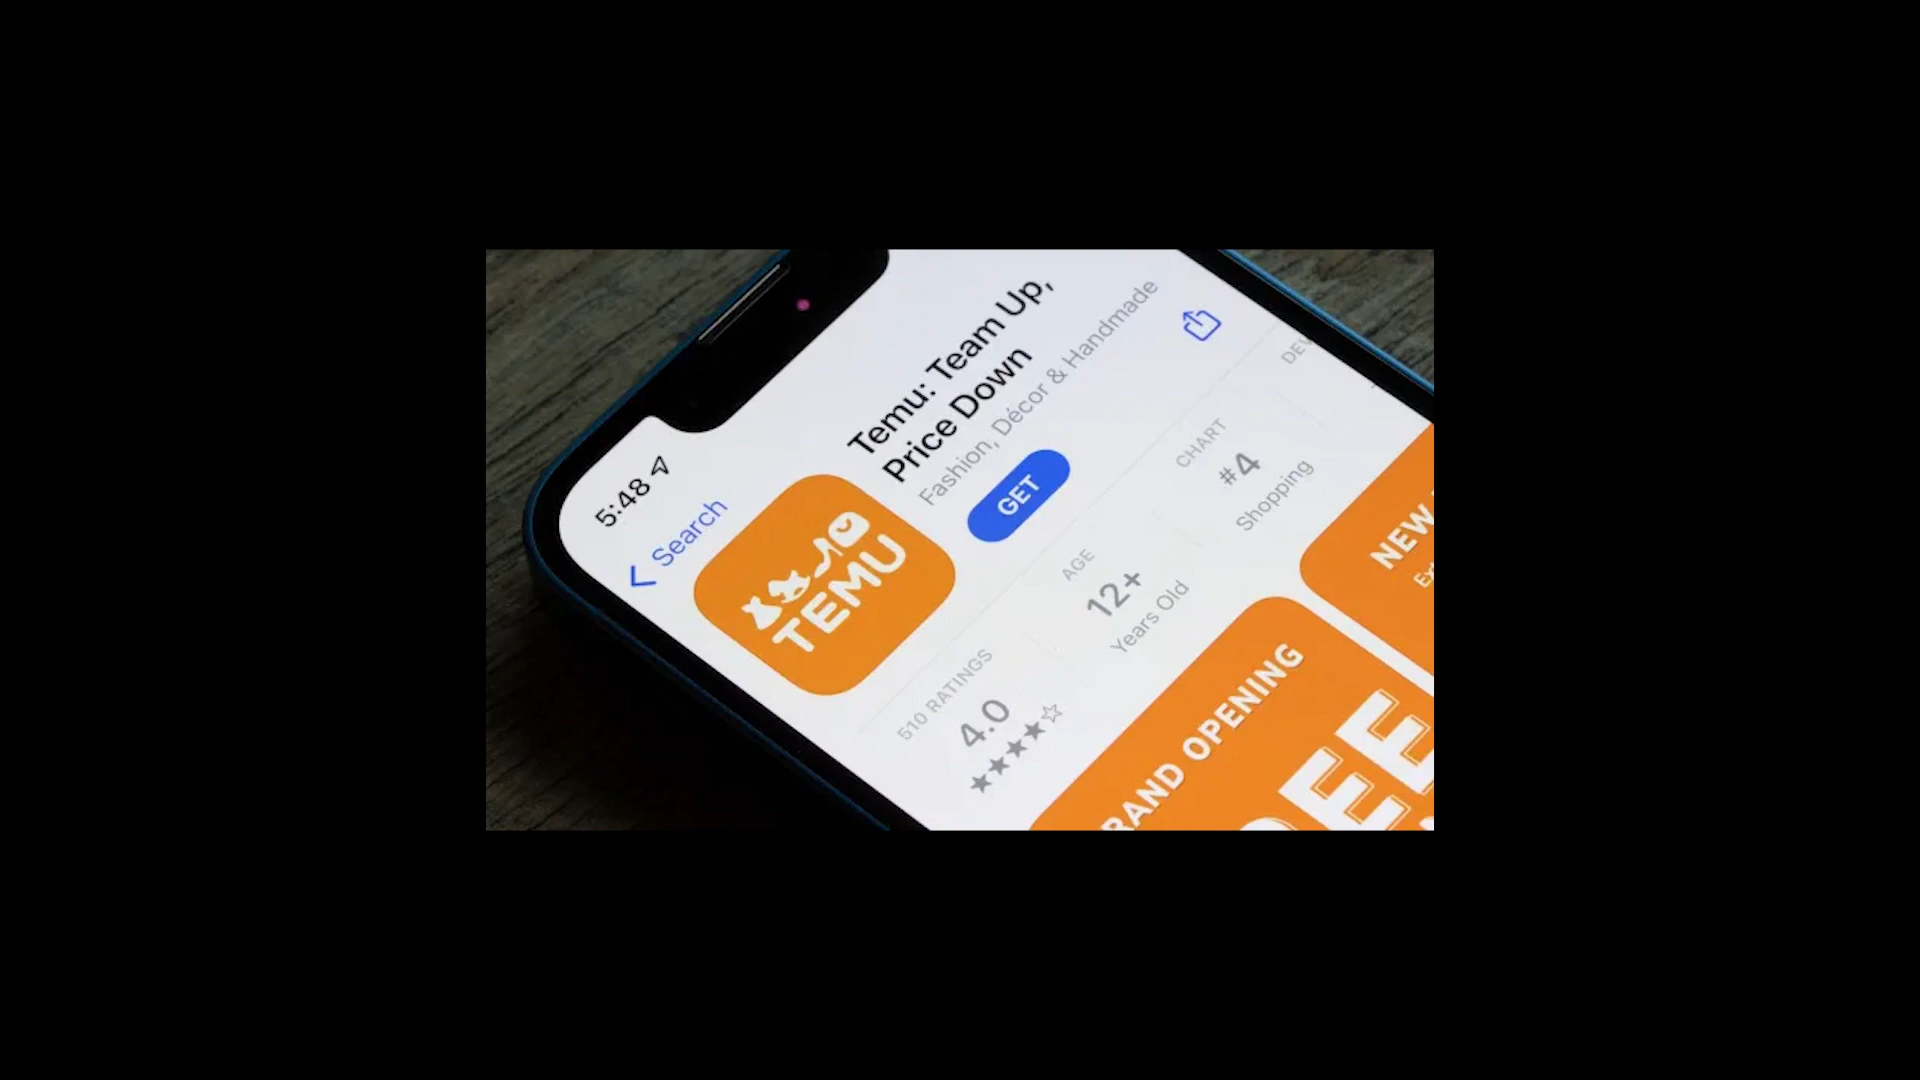 5:48
Search
Temu: Team Up,
Price Down
Fashion, Décor & Handmade
GET
TEMU
510 RATINGS
4.0
AGE
12+
Years Old
CHART
#4
Shopping
GRAND OPENING
NEW